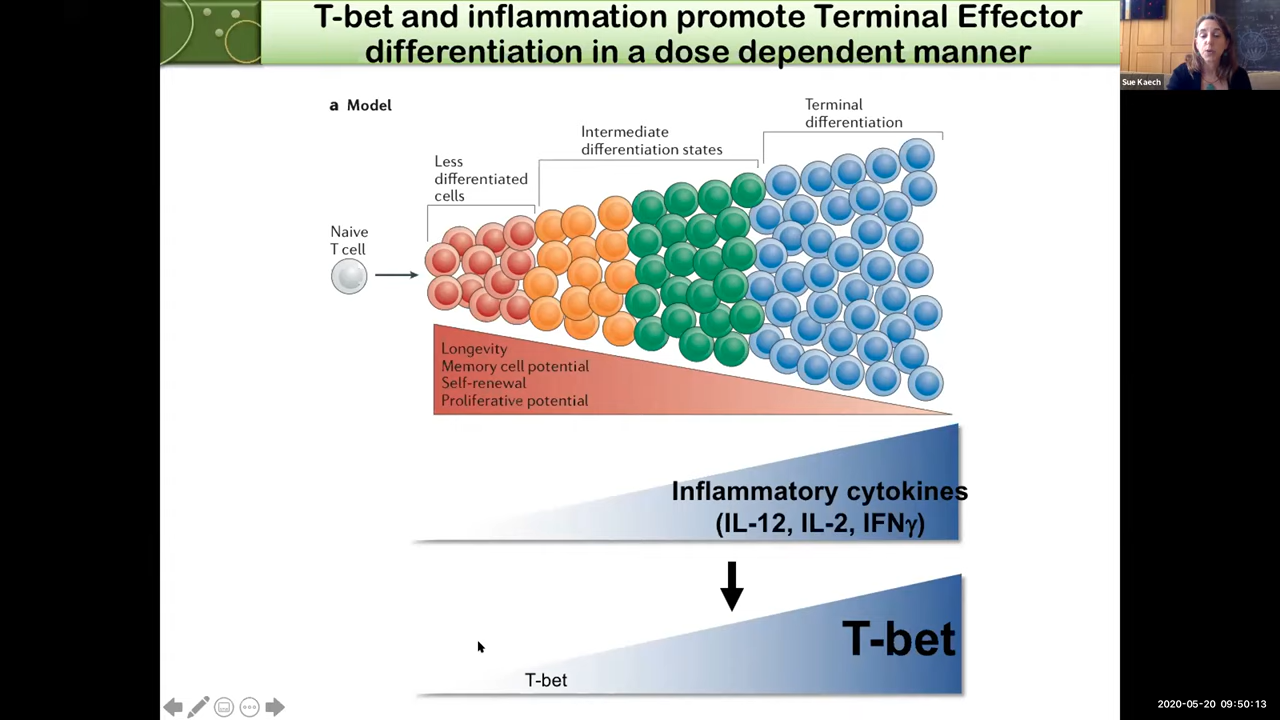 T-bet and inflammation promote Terminal Effector
differentiation in a dose dependent manner
Sue Kaech
a Model
Terminal
differentiation
Intermediate
differentiation states
Less
differentiated
cells
Naive
T cell
Longevity
Memory cell potential
Self-renewal
Proliferative potential
Inflammatory cytokines
(IL-12, IL-2, IFNγ)
T-bet
T-bet
2020-05-20 09:50:13